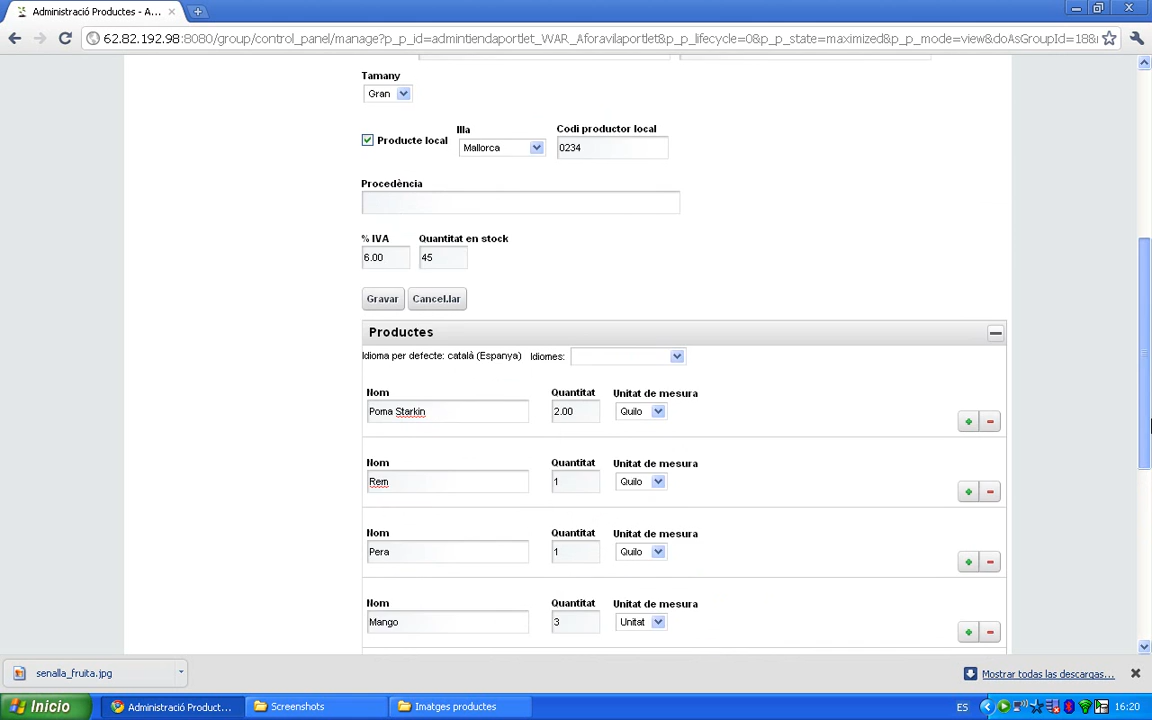 Administració Productes - A...
62.82.192.98:8080/group/control_panel/manage?p_p_id=admintiendaportlet_WAR_Aforavilaportlet&p_p_lifecycle=0&p_p_state=maximized&p_p_mode=view&doAsGroupId=18&
Tamany
Gran
Producte local
Illa
Mallorca
Codi productor local
0234
Procedència
% IVA
Quantitat en stock
6.00
45
Gravar
Cancel.lar
Productes
Idioma per defecte: català (Espanya)
Idiomes:
Nom
Quantitat
Unitat de mesura
Poma Starkin
2.00
Quilo
Nom
Quantitat
Unitat de mesura
Rem
1
Quilo
Nom
Quantitat
Unitat de mesura
Pera
1
Quilo
Nom
Quantitat
Unitat de mesura
Mango
3
Unitat
senalla_fruita.jpg
Mostrar todas las descargas...
Inicio
Administració Product...
Screenshots
Imatges productes
ES
16:20